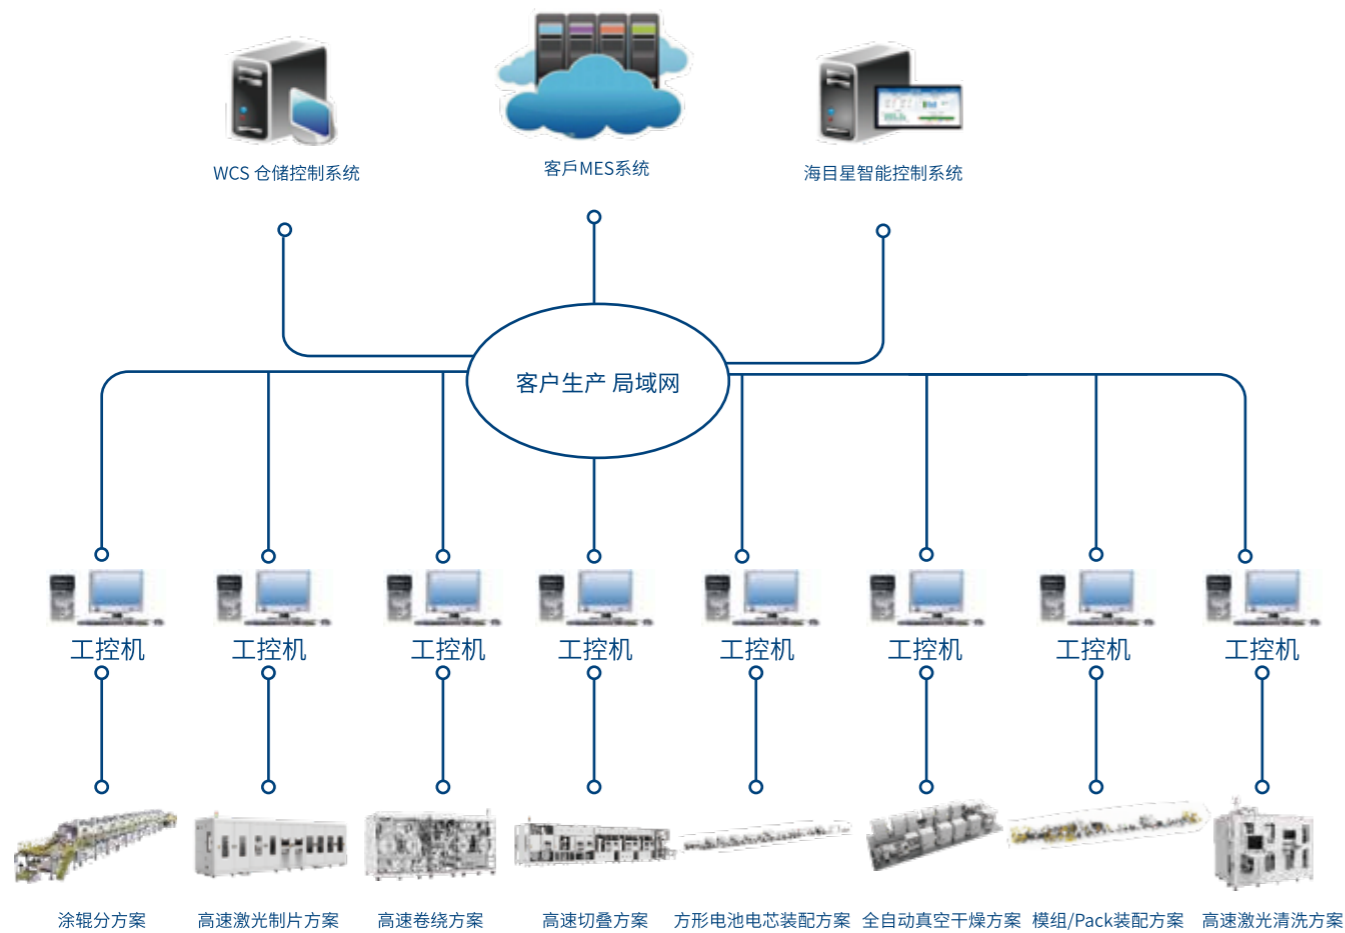 WCS 仓储控制系统
客戶MES系统
海目星智能控制系统
客户生产 局域网
工控机
工控机
工控机
工控机
工控机
工控机
工控机
工控机
涂辊分方案
高速激光制片方案
高速卷绕方案
高速切叠方案
方形电池电芯装配方案
全自动真空干燥方案
模组/Pack装配方案
高速激光清洗方案